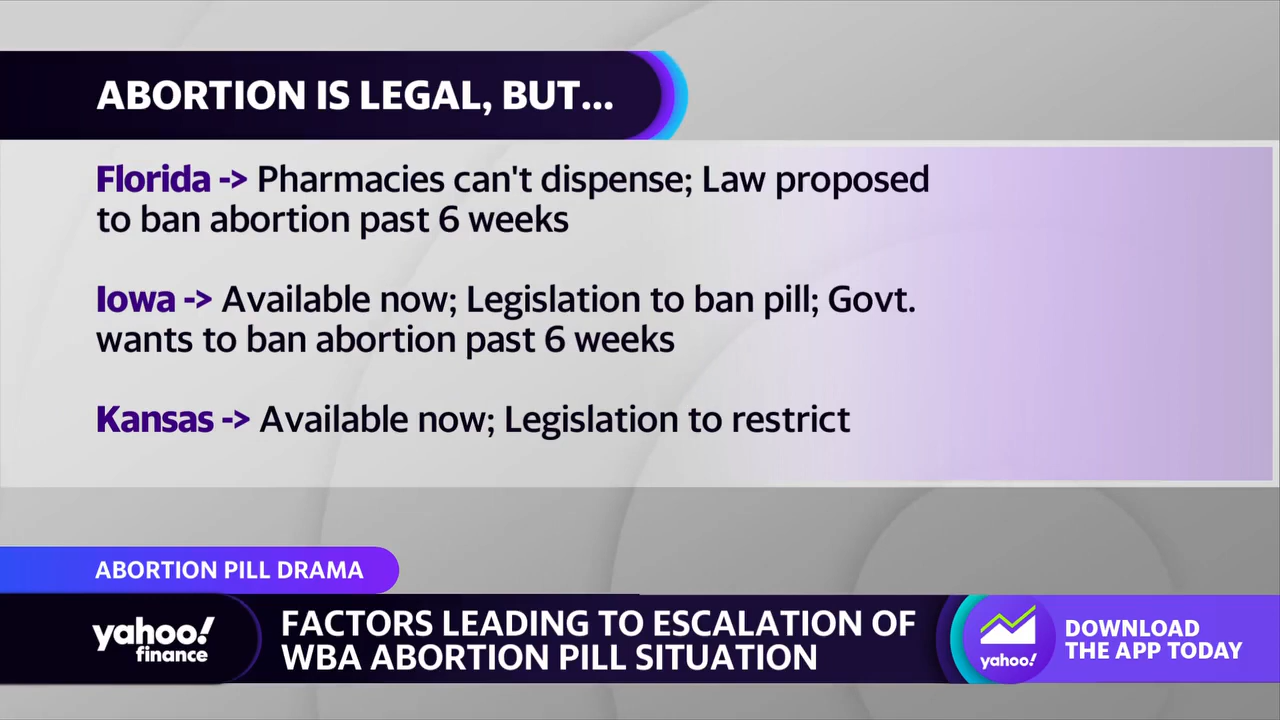 ABORTION IS LEGAL, BUT...
Florida -> Pharmacies can't dispense; Law proposed
to ban abortion past 6 weeks
Iowa -> Available now; Legislation to ban pill; Govt.
wants to ban abortion past 6 weeks
Kansas -> Available now; Legislation to restrict
ABORTION PILL DRAMA
yahoo!
finance
FACTORS LEADING TO ESCALATION OF
WBA ABORTION PILL SITUATION
yahoo!
DOWNLOAD
THE APP TODAY